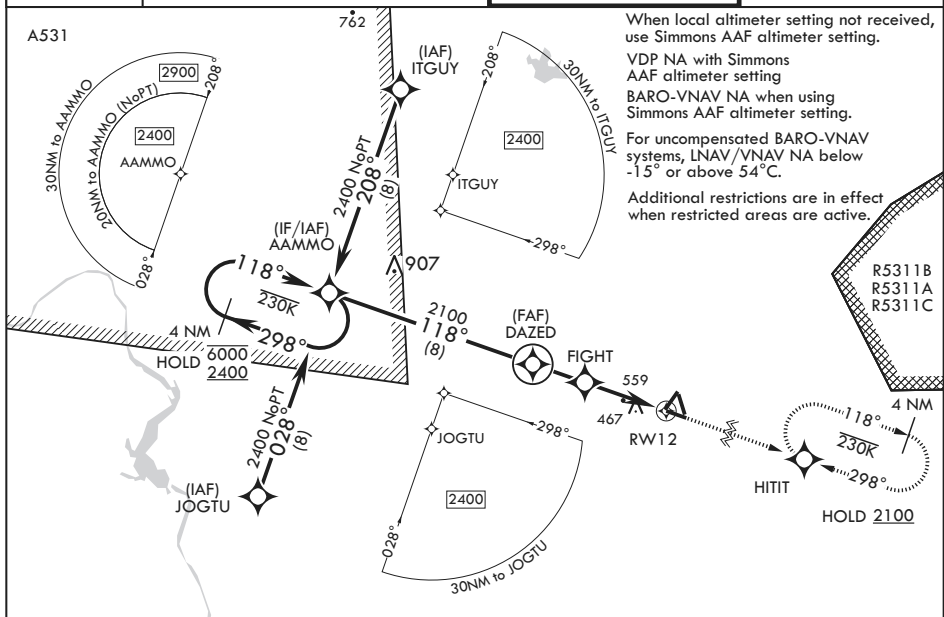 A531
762
30NM to AAMMO
20NM to AAMMO (NoPT)
2900
208°
2400
AAMMO
028°
(IAF)
ITGUY
2400 NoPT
208°
(8)
208°
30NM to ITGUY
2400
ITGUY
298°
When local altimeter setting not received,
use Simmons AAF altimeter setting.
VDP NA with Simmons
AAF altimeter setting
BARO-VNAV NA when using
Simmons AAF altimeter setting.
For uncompensated BARO-VNAV
systems, LNAV/VNAV NA below
-15° or above 54°C.
Additional restrictions are in effect
when restricted areas are active.
R5311B
R5311A
R5311C
(IF/IAF)
AAMMO
118°
230K
298°
4 NM
HOLD 6000
2400
907
2100
118°
(8)
(FAF)
DAZED
FIGHT
559
467
RW12
2400 NoPT
028°
(8)
(IAF)
JOGTU
JOGTU
298°
2400
028°
30NM to JOGTU
4 NM
118°
230K
298°
HITIT
HOLD 2100